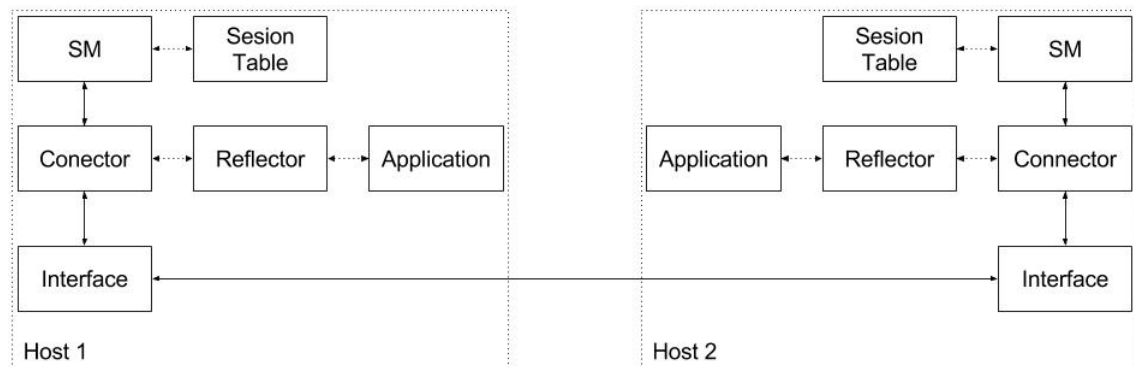 SM
Sesion
Table
Sesion
Table
SM
Conector
Reflector
Application
Application
Reflector
Connector
Interface
Interface
Host 1
Host 2